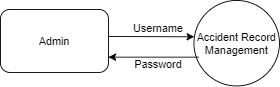 Username
Admin
Accident Record
Management
Password